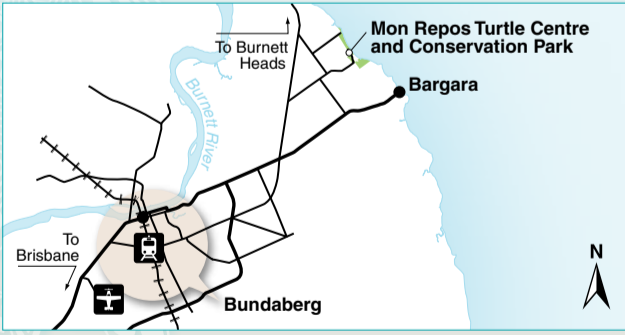 Mon Repos Turtle Centre
and Conservation Park
To Burnett
Heads
Bargara
Burnett River
To
Brisbane
N
Bundaberg